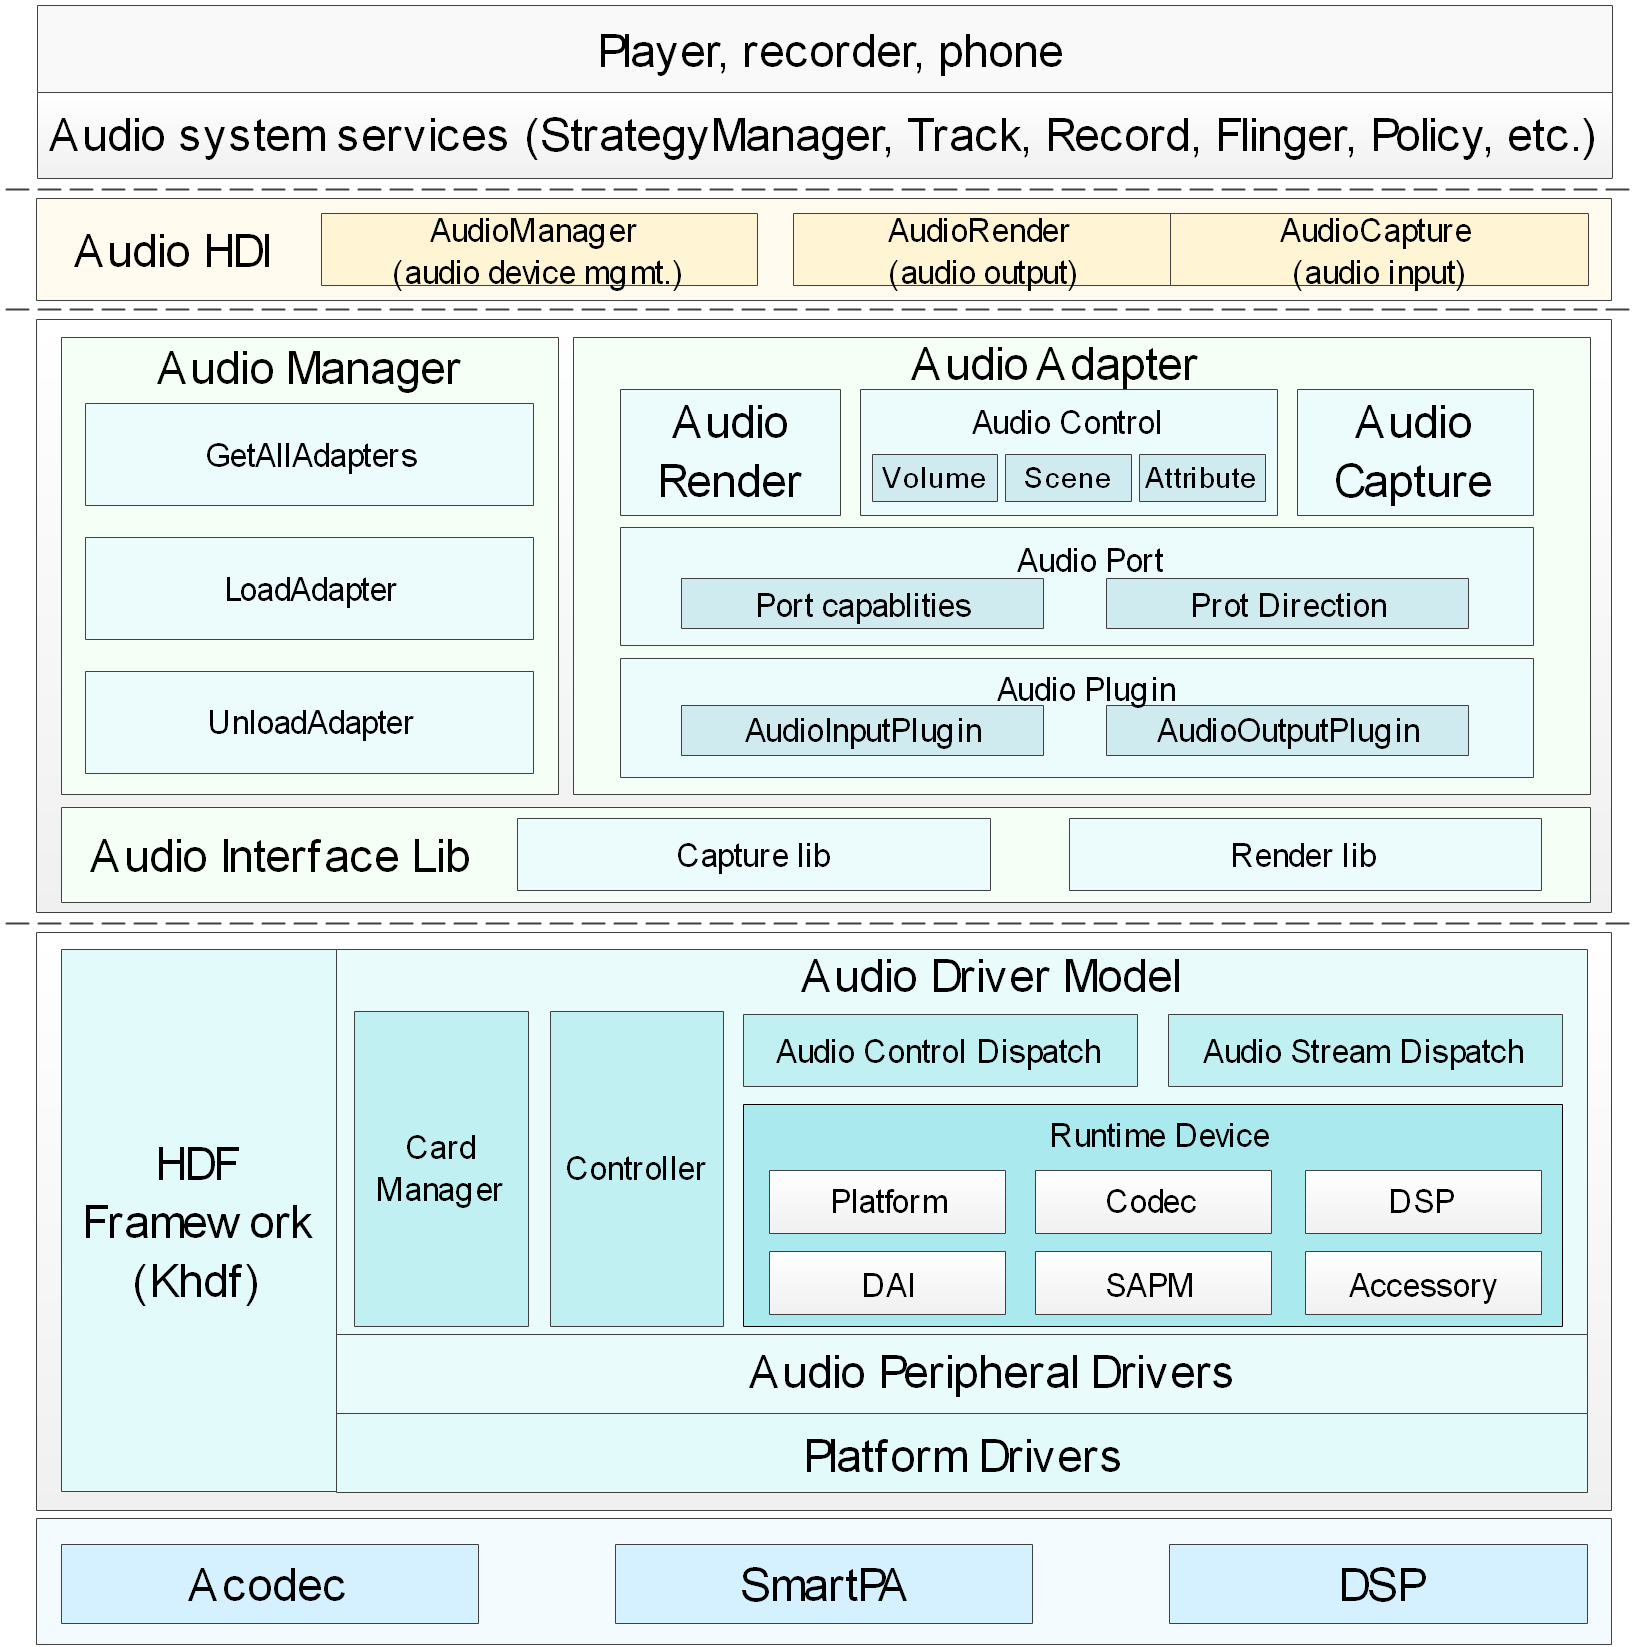 Player, recorder, phone
Audio system services (StrategyManager, Track, Record, Flinger, Policy, etc.)
Audio HDI
AudioManager
(audio device mgmt.)
AudioRender
(audio output)
AudioCapture
(audio input)
Audio Manager
GetAllAdapters
LoadAdapter
UnloadAdapter
Audio Adapter
Audio
Render
Audio Control
Volume
Scene
Attribute
Audio
Capture
Audio Port
Port capablities
Prot Direction
Audio Plugin
AudioInputPlugin
AudioOutputPlugin
Audio Interface Lib
Capture lib
Render lib
HDF
Framework
(Khdf)
Audio Driver Model
Card
Manager
Controller
Audio Control Dispatch
Audio Stream Dispatch
Runtime Device
Platform
Codec
DSP
DAI
SAPM
Accessory
Audio Peripheral Drivers
Platform Drivers
Acodec
SmartPA
DSP